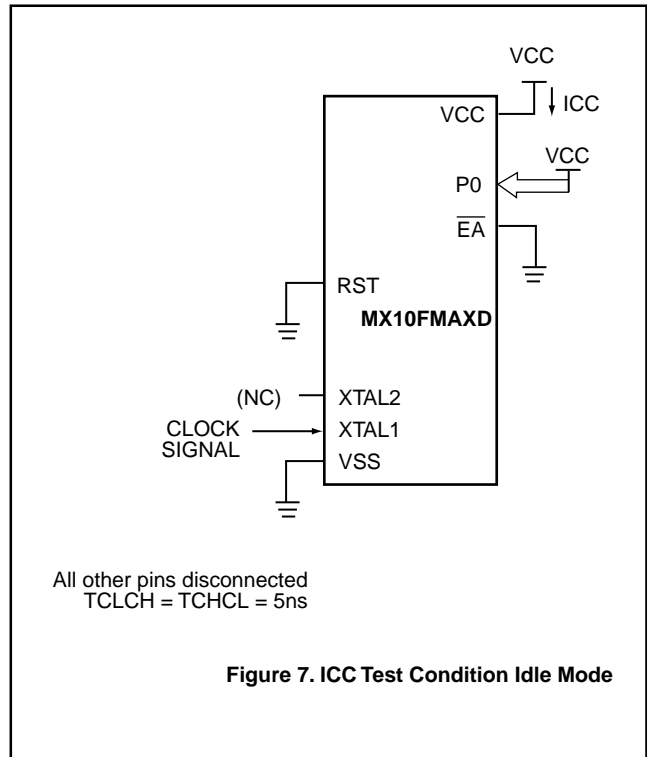 VCC
VCC
ICC
P0
VCC
EA
RST
MX10FMAXD
(NC)
XTAL2
CLOCK
SIGNAL
XTAL1
VSS
All other pins disconnected
TCLCH = TCHCL = 5ns
Figure 7. ICC Test Condition Idle Mode